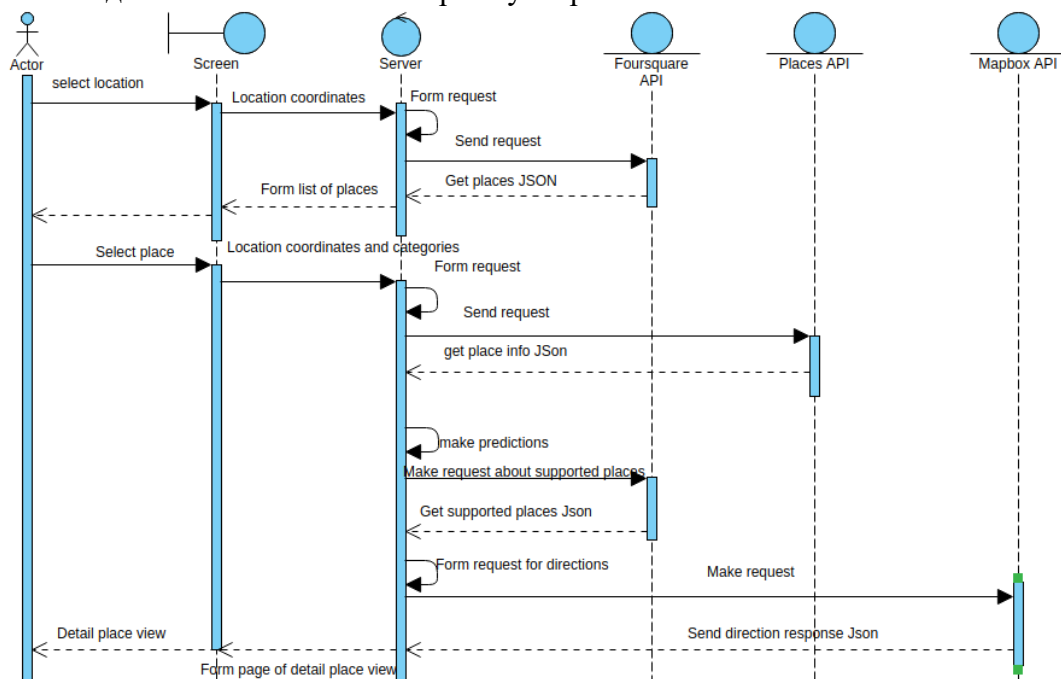 Actor
Screen
Server
Foursquare
API
Places API
Mapbox API
select location
Location coordinates
Form request
Send request
Get places JSON
Form list of places
Select place
Location coordinates and categories
Form request
Send request
get place info JSon
make predictions
Make request about supported places
Get supported places Json
Form request for directions
Make request
Detail place view
Send direction response Json
Form page of detail place view